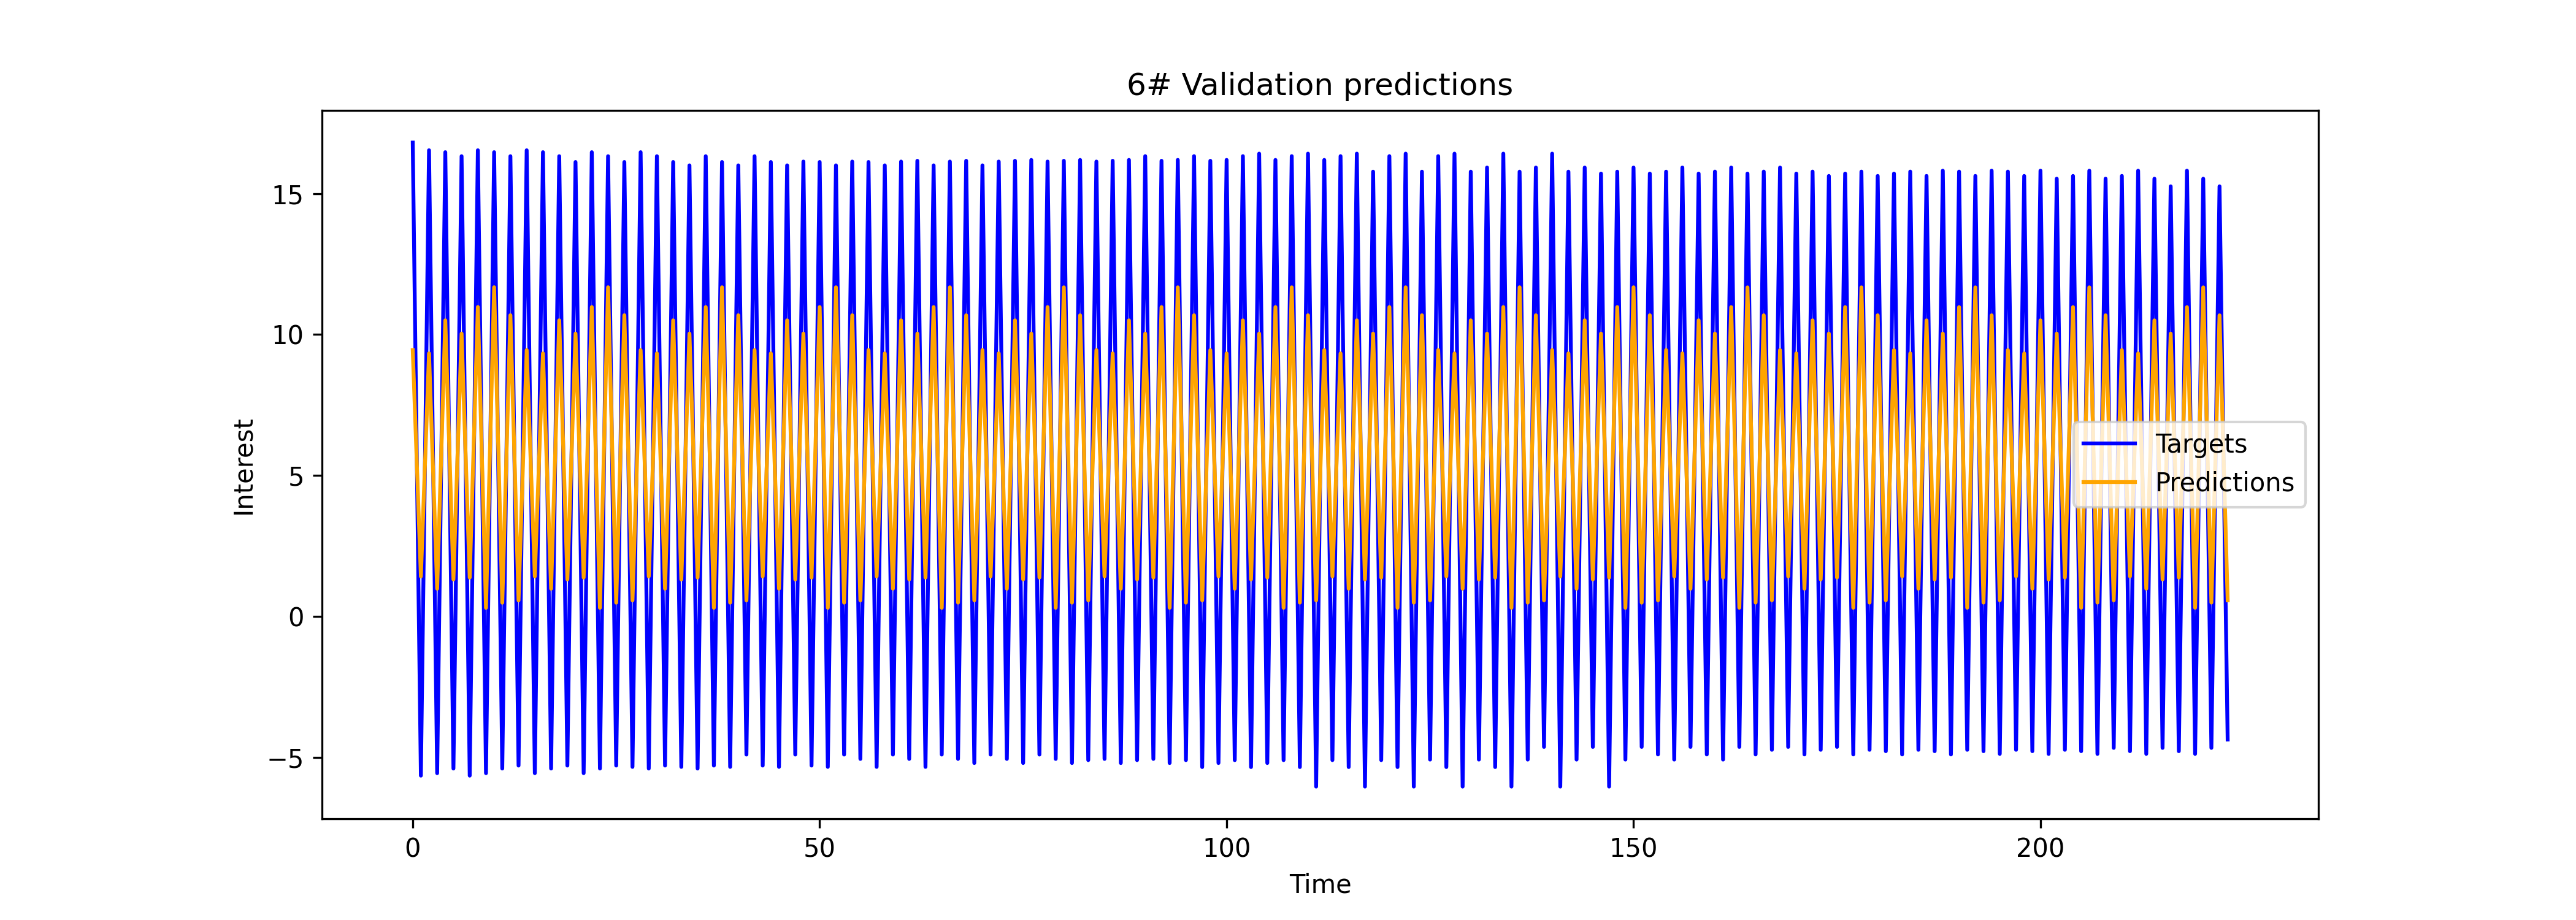 6# Validation predictions
Interest
15
10
5
0
−5
Targets
Predictions
0
50
100
150
200
Time